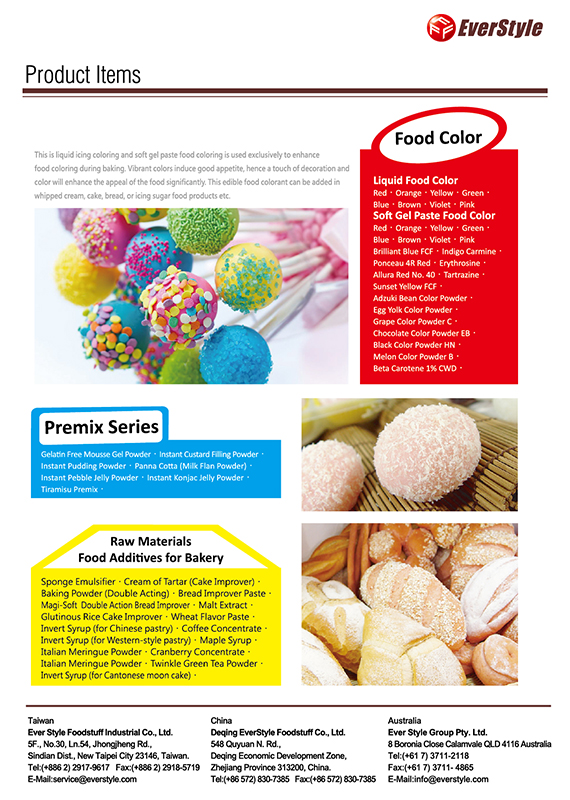 EverStyle
Product Items
This is liquid icing coloring and soft gel paste food coloring is used exclusively to enhance
food coloring during baking. Vibrant colors induce good appetite, hence a touch of decoration and
color will enhance the appeal of the food significantly. This edible food colorant can be added in
whipped cream, cake, bread, or icing sugar food products etc.
Food Color
Liquid Food Color
Red · Orange · Yellow · Green ·
Blue · Brown · Violet · Pink
Soft Gel Paste Food Color
Red · Orange · Yellow · Green ·
Blue · Brown · Violet · Pink
Brilliant Blue FCF · Indigo Carmine ·
Ponceau 4R Red · Erythrosine ·
Allura Red No. 40 · Tartrazine ·
Sunset Yellow FCF ·
Adzuki Bean Color Powder ·
Egg Yolk Color Powder ·
Grape Color Powder C ·
Chocolate Color Powder EB ·
Black Color Powder HN ·
Melon Color Powder B ·
Beta Carotene 1% CWD ·
Premix Series
Gelatin Free Mousse Gel Powder · Instant Custard Filling Powder ·
Instant Pudding Powder · Panna Cotta (Milk Flan Powder) ·
Instant Pebble Jelly Powder · Instant Konjac Jelly Powder ·
Tiramisu Premix ·
Raw Materials
Food Additives for Bakery
Sponge Emulsifier · Cream of Tartar (Cake Improver) ·
Baking Powder (Double Acting) · Bread Improver Paste ·
Magi-Soft Double Action Bread Improver · Malt Extract ·
Glutinous Rice Cake Improver · Wheat Flavor Paste ·
Invert Syrup (for Chinese pastry) · Coffee Concentrate ·
Invert Syrup (for Western-style pastry) · Maple Syrup ·
Italian Meringue Powder · Cranberry Concentrate ·
Italian Meringue Powder · Twinkle Green Tea Powder ·
Invert Syrup (for Cantonese moon cake) ·
Taiwan
Ever Style Foodstuff Industrial Co., Ltd.
5F., No.30, Ln.54, Jhongjheng Rd.,
Sindian Dist., New Taipei City 23146, Taiwan.
Tel:(+886 2) 2917-9617 Fax:(+886 2) 2918-5719
E-Mail:service@everstyle.com
China
Deqing EverStyle Foodstuff Co., Ltd.
548 Quyuan N. Rd.,
Deqing Economic Development Zone,
Zhejiang Province 313200, China.
Tel:(+86 572) 830-7385 Fax:(+86 572) 830-7385
Australia
Ever Style Group Pty. Ltd.
8 Boronia Close Calamvale QLD 4116 Australia
Tel:(+61 7) 3711-2118
Fax:(+61 7) 3711- 4865
E-Mail:info@everstyle.com